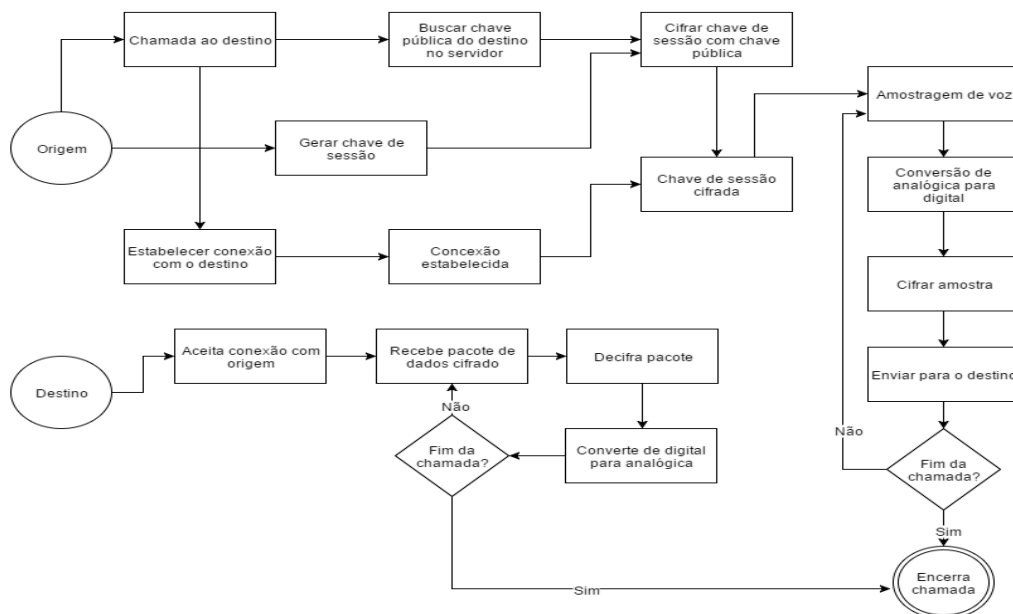 Chamada ao destino
Buscar chave
pública do destino
no servidor
Cifrar chave de
sessão com chave
pública
Amostragem de voz
Origem
Gerar chave de
sessão
Chave de sessão
cifrada
Conversão de
analógica para
digital
Estabelecer conexão
com o destino
Concexão
estabelecida
Cifrar amostra
Destino
Aceita conexão com
origem
Recebe pacote de
dados cifrado
Decifra pacote
Enviar para o destino
Não
Fim da
chamada?
Converte de digital
para analógica
Não
Fim da
chamada?
Sim
Sim
Encerra
chamada